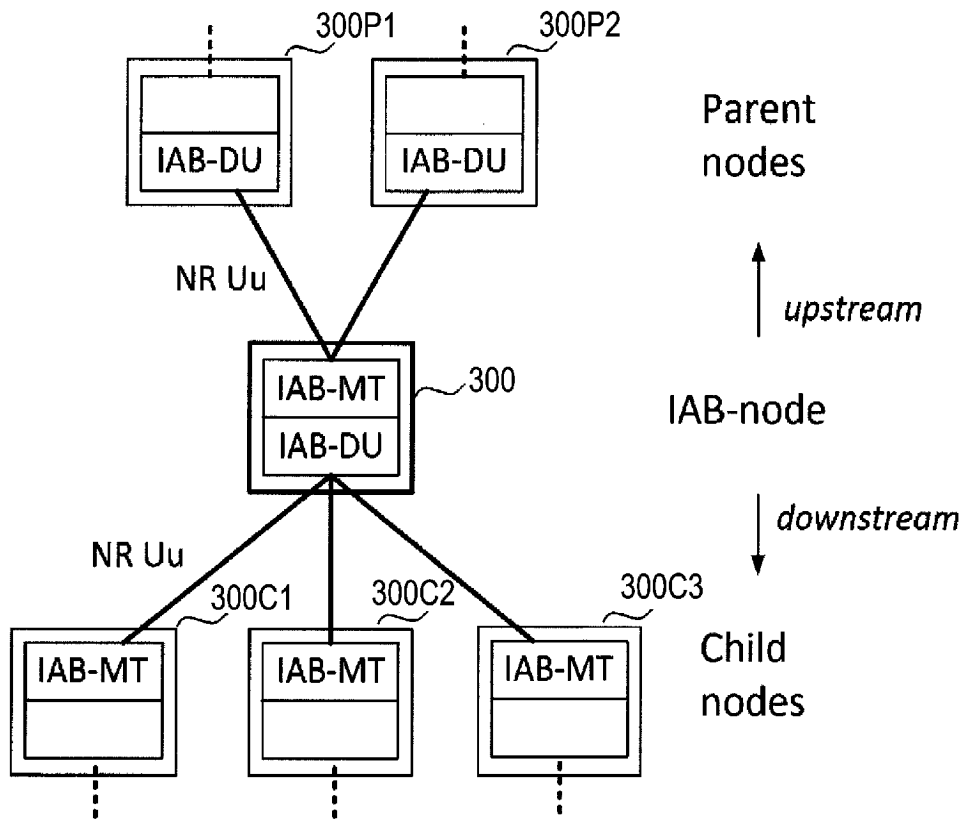 300P1
300P2
IAB-DU
IAB-DU
Parent
nodes
NR Uu
upstream
IAB-MT
300
IAB-DU
IAB-node
downstream
NR Uu
300C1
300C2
300C3
IAB-MT
IAB-MT
IAB-MT
Child
nodes